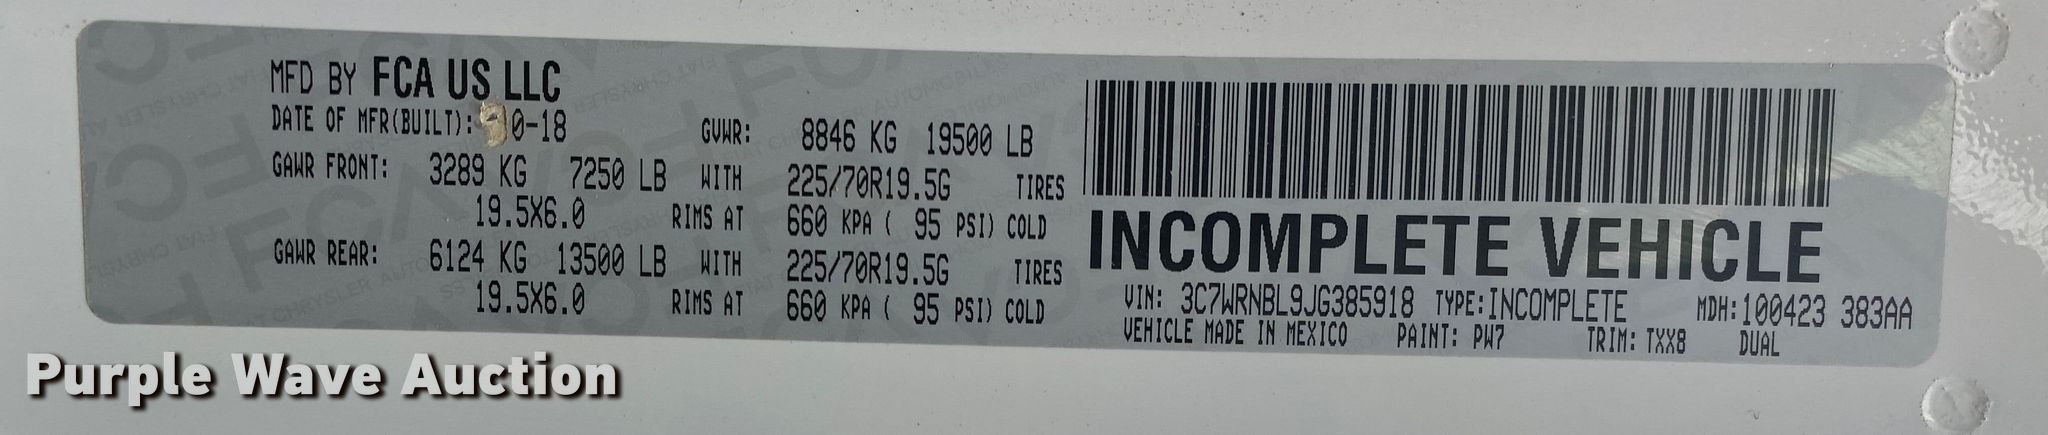 MFD BY FCA US LLC
DATE OF MFR(BUILT): 0-18 GVWR: 8846 KG 19500 LB
GAWR FRONT: 3289 KG 7250 LB WITH 225/70R19.5G TIRES
19.5X6.0 RIMS AT 660 KPA ( 95 PSI) COLD
GAWR REAR: 6124 KG 13500 LB WITH 225/70R19.5G TIRES
19.5X6.0 RIMS AT 660 KPA ( 95 PSI) COLD
INCOMPLETE VEHICLE
VIN: 3C7WRNBL9JG385918 TYPE:INCOMPLETE MDH:100423 383AA
VEHICLE MADE IN MEXICO PAINT: PW7 TRIM: TXX8 DUAL
Purple Wave Auction